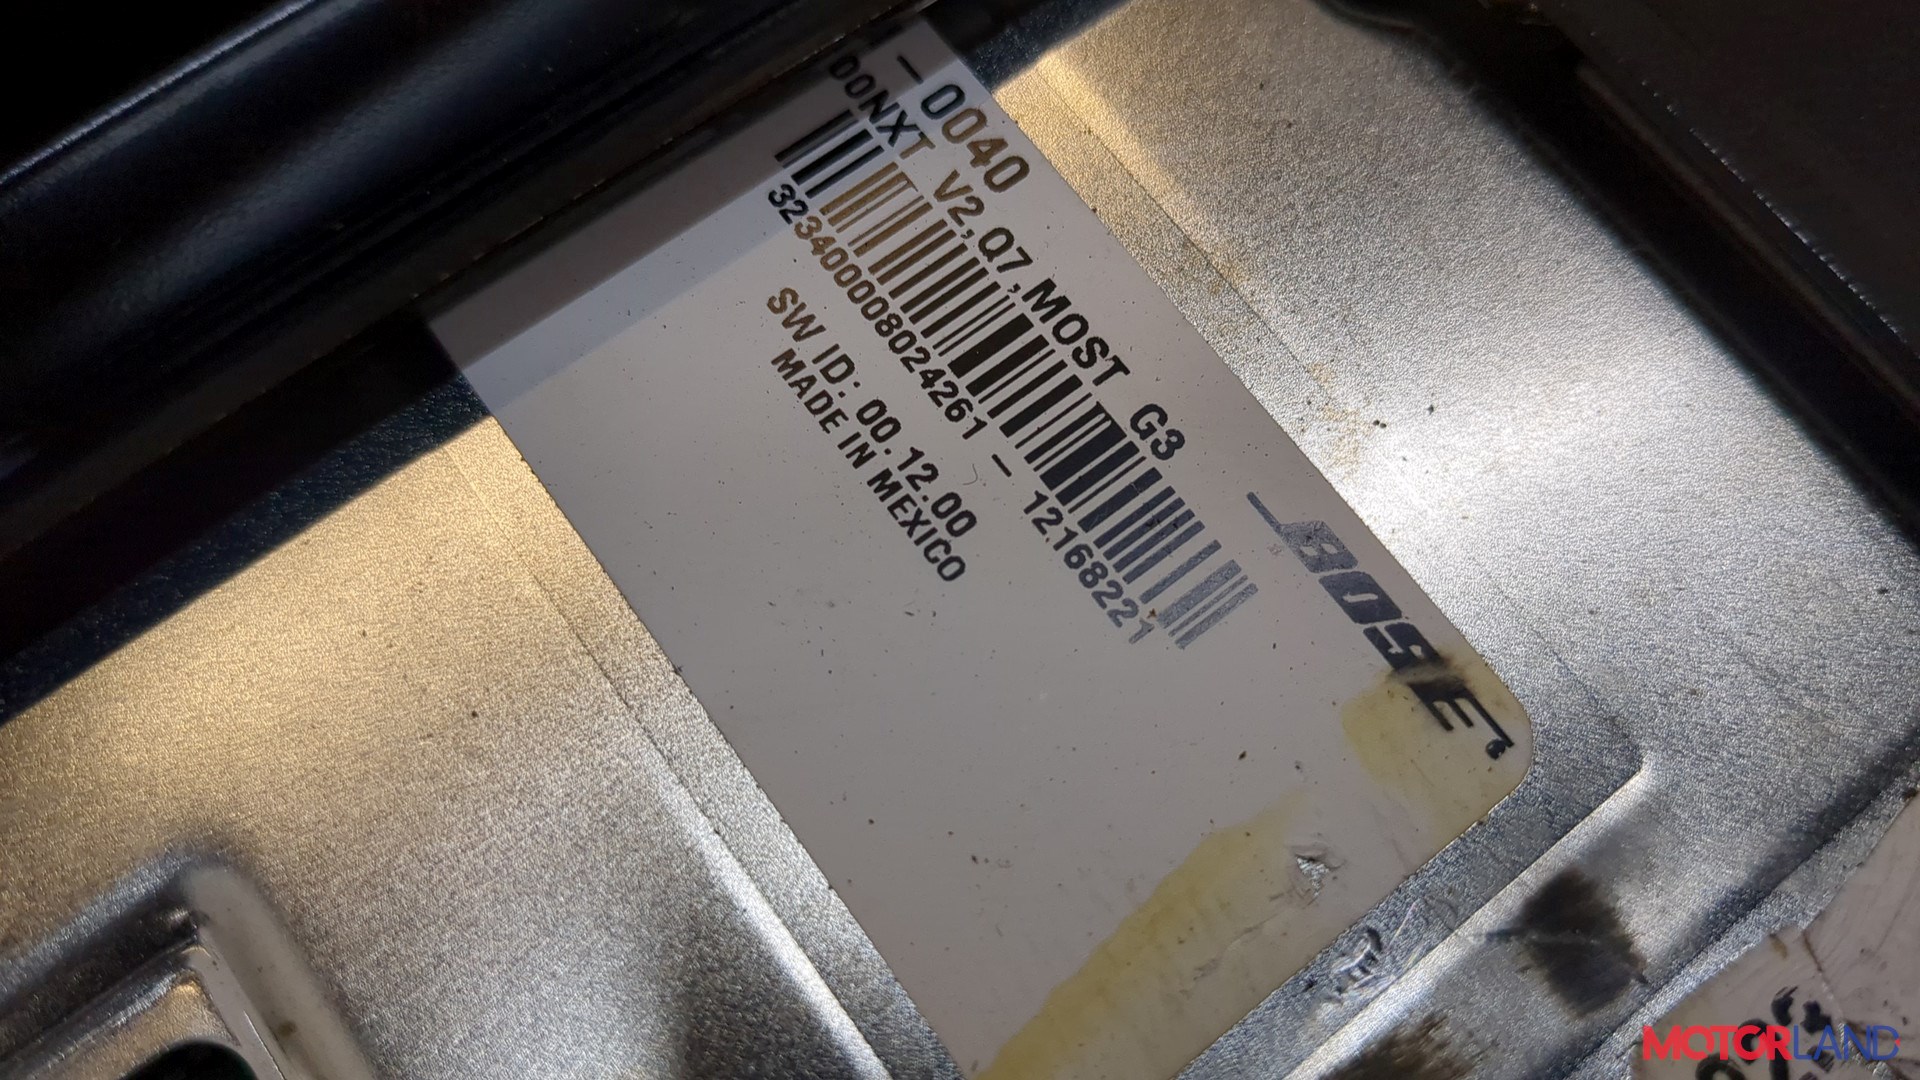 -0040
DONXT V2,Q7,MOST G3
323400008024261 - 12168221
SW ID: 00.12.00
MADE IN MEXICO
BOSE
MOTORLAND